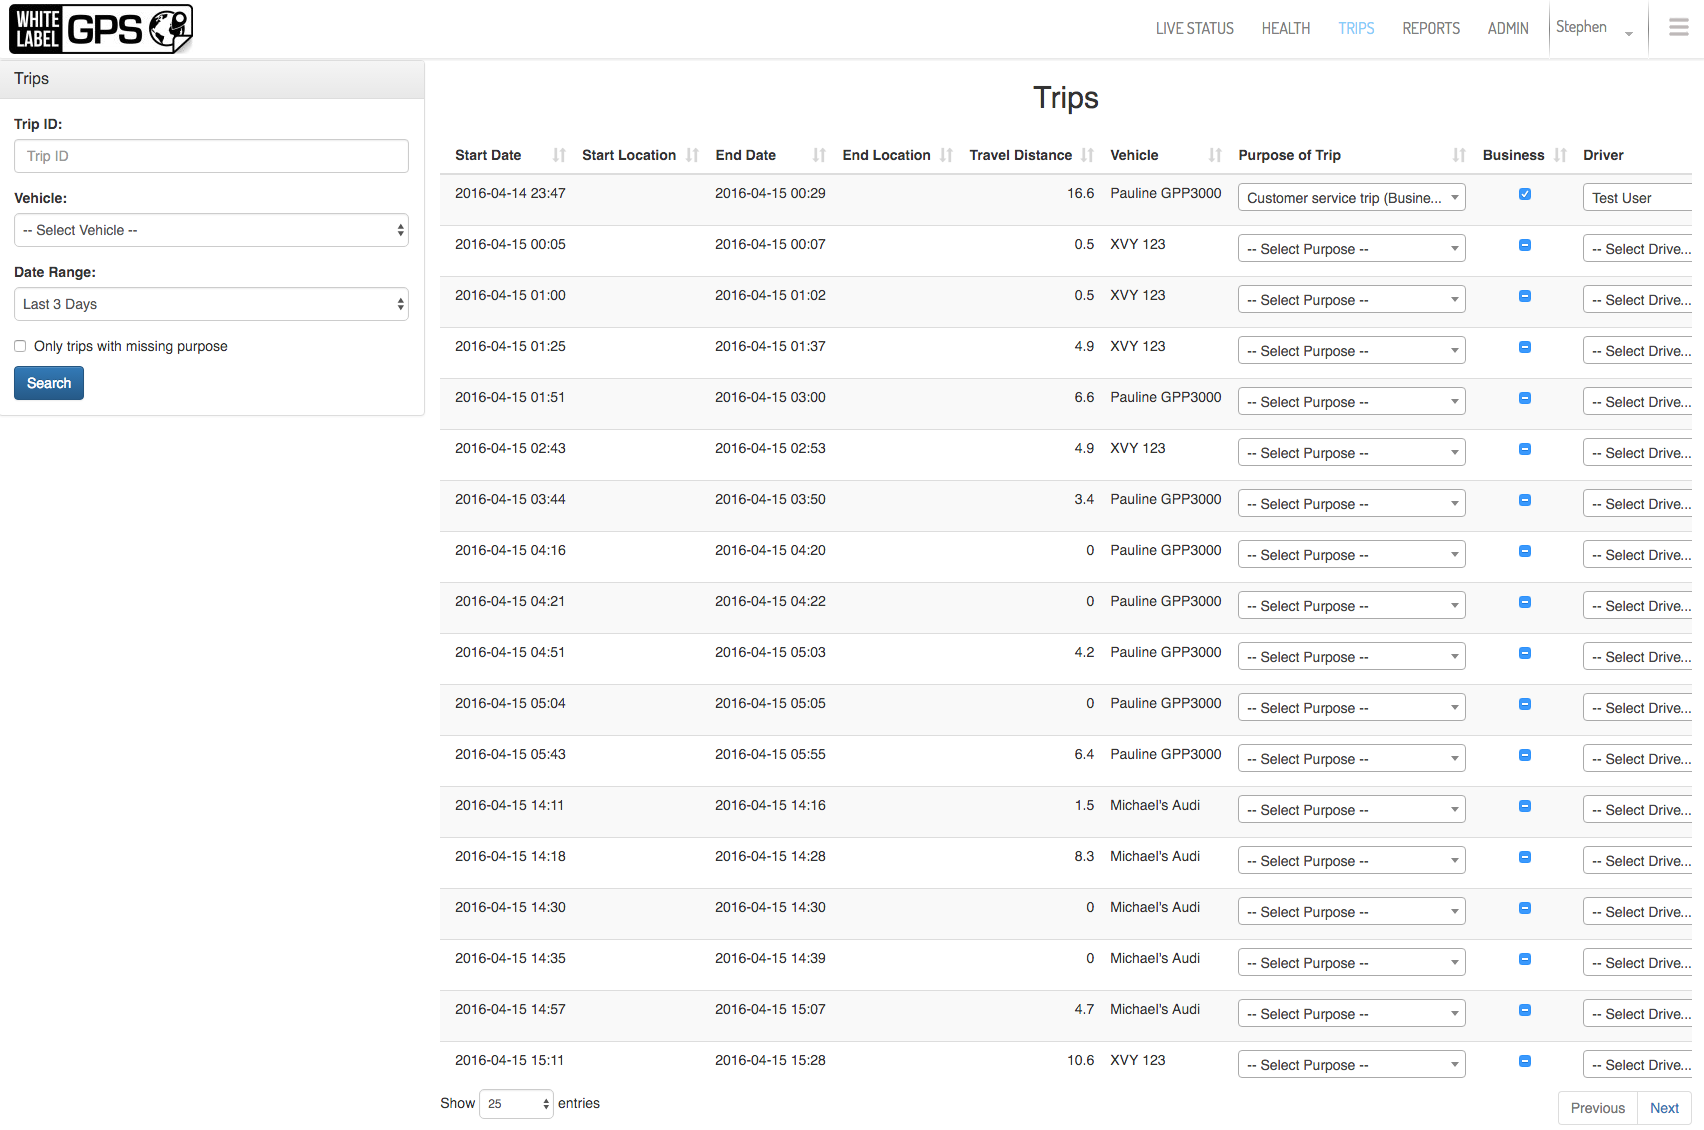 WHITE LABEL GPS
LIVE STATUS HEALTH TRIPS REPORTS ADMIN Stephen
Trips
Trip ID:
Trip ID
Vehicle:
-- Select Vehicle --
Date Range:
Last 3 Days
Only trips with missing purpose
Search
Trips
Start Date Start Location End Date End Location Travel Distance Vehicle Purpose of Trip Business Driver
2016-04-14 23:47 2016-04-15 00:29 16.6 Pauline GPP3000 Customer service trip (Busine... Test User
2016-04-15 00:05 2016-04-15 00:07 0.5 XVY 123 -- Select Purpose -- -- Select Drive...
2016-04-15 01:00 2016-04-15 01:02 0.5 XVY 123 -- Select Purpose -- -- Select Drive...
2016-04-15 01:25 2016-04-15 01:37 4.9 XVY 123 -- Select Purpose -- -- Select Drive...
2016-04-15 01:51 2016-04-15 03:00 6.6 Pauline GPP3000 -- Select Purpose -- -- Select Drive...
2016-04-15 02:43 2016-04-15 02:53 4.9 XVY 123 -- Select Purpose -- -- Select Drive...
2016-04-15 03:44 2016-04-15 03:50 3.4 Pauline GPP3000 -- Select Purpose -- -- Select Drive...
2016-04-15 04:16 2016-04-15 04:20 0 Pauline GPP3000 -- Select Purpose -- -- Select Drive...
2016-04-15 04:21 2016-04-15 04:22 0 Pauline GPP3000 -- Select Purpose -- -- Select Drive...
2016-04-15 04:51 2016-04-15 05:03 4.2 Pauline GPP3000 -- Select Purpose -- -- Select Drive...
2016-04-15 05:04 2016-04-15 05:05 0 Pauline GPP3000 -- Select Purpose -- -- Select Drive...
2016-04-15 05:43 2016-04-15 05:55 6.4 Pauline GPP3000 -- Select Purpose -- -- Select Drive...
2016-04-15 14:11 2016-04-15 14:16 1.5 Michael's Audi -- Select Purpose -- -- Select Drive...
2016-04-15 14:18 2016-04-15 14:28 8.3 Michael's Audi -- Select Purpose -- -- Select Drive...
2016-04-15 14:30 2016-04-15 14:30 0 Michael's Audi -- Select Purpose -- -- Select Drive...
2016-04-15 14:35 2016-04-15 14:39 0 Michael's Audi -- Select Purpose -- -- Select Drive...
2016-04-15 14:57 2016-04-15 15:07 4.7 Michael's Audi -- Select Purpose -- -- Select Drive...
2016-04-15 15:11 2016-04-15 15:28 10.6 XVY 123 -- Select Purpose -- -- Select Drive...
Show 25 entries
Previous Next